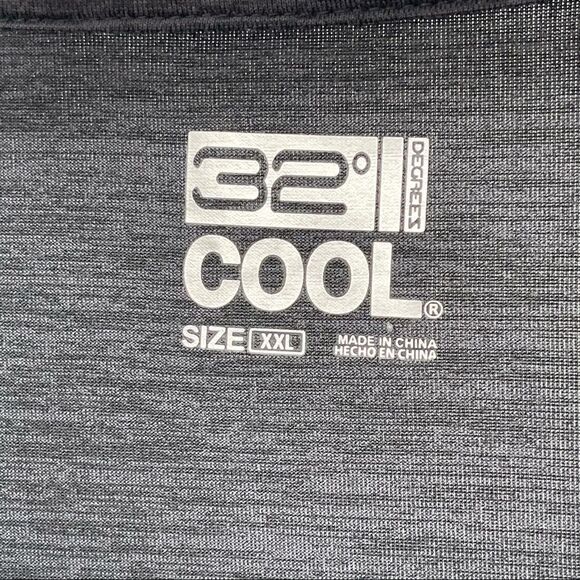 32° DEGREES
COOL®
SIZE XXL
MADE IN CHINA
HECHO EN CHINA